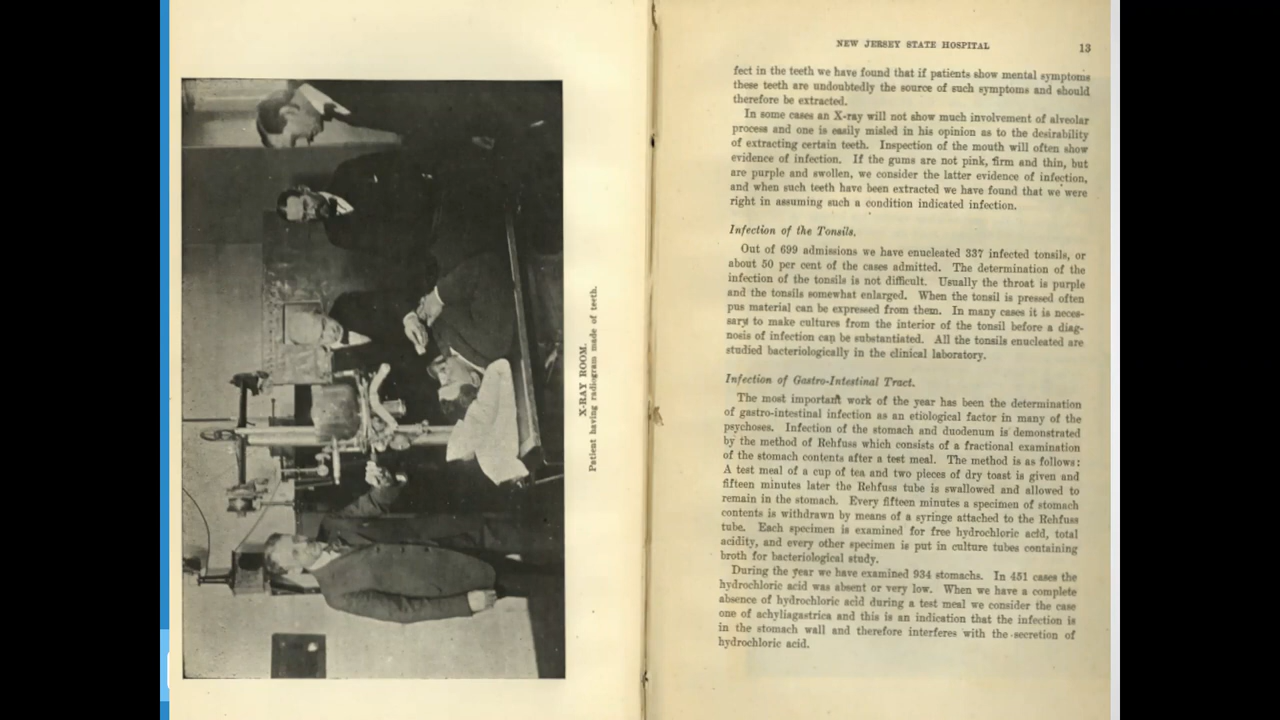 X-RAY ROOM.
Patient having radiogram made of teeth.
NEW JERSEY STATE HOSPITAL 13
fect in the teeth we have found that if patients show mental symptoms
these teeth are undoubtedly the source of such symptoms and should
therefore be extracted.
In some cases an X-ray will not show much involvement of alveolar
process and one is easily misled in his opinion as to the desirability
of extracting certain teeth. Inspection of the mouth will often show
evidence of infection. If the gums are not pink, firm and thin, but
are purple and swollen, we consider the latter evidence of infection,
and when such teeth have been extracted we have found that we were
right in assuming such a condition indicated infection.
Infection of the Tonsils.
Out of 699 admissions we have enucleated 337 infected tonsils, or
about 50 per cent of the cases admitted. The determination of the
infection of the tonsils is not difficult. Usually the throat is purple
and the tonsils somewhat enlarged. When the tonsil is pressed often
pus material can be expressed from them. In many cases it is neces-
sary to make cultures from the interior of the tonsil before a diag-
nosis of infection can be substantiated. All the tonsils enucleated are
studied bacteriologically in the clinical laboratory.
Infection of Gastro-Intestinal Tract.
The most important work of the year has been the determination
of gastro-intestinal infection as an etiological factor in many of the
psychoses. Infection of the stomach and duodenum is demonstrated
by the method of Rehfuss which consists of a fractional examination
of the stomach contents after a test meal. The method is as follows:
A test meal of a cup of tea and two pieces of dry toast is given and
fifteen minutes later the Rehfuss tube is swallowed and allowed to
remain in the stomach. Every fifteen minutes a specimen of stomach
contents is withdrawn by means of a syringe attached to the Rehfuss
tube. Each specimen is examined for free hydrochloric acid, total
acidity, and every other specimen is put in culture tubes containing
broth for bacteriological study.
During the year we have examined 934 stomachs. In 451 cases the
hydrochloric acid was absent or very low. When we have a complete
absence of hydrochloric acid during a test meal we consider the case
one of achyliagastrica and this is an indication that the infection is
in the stomach wall and therefore interferes with the secretion of
hydrochloric acid.